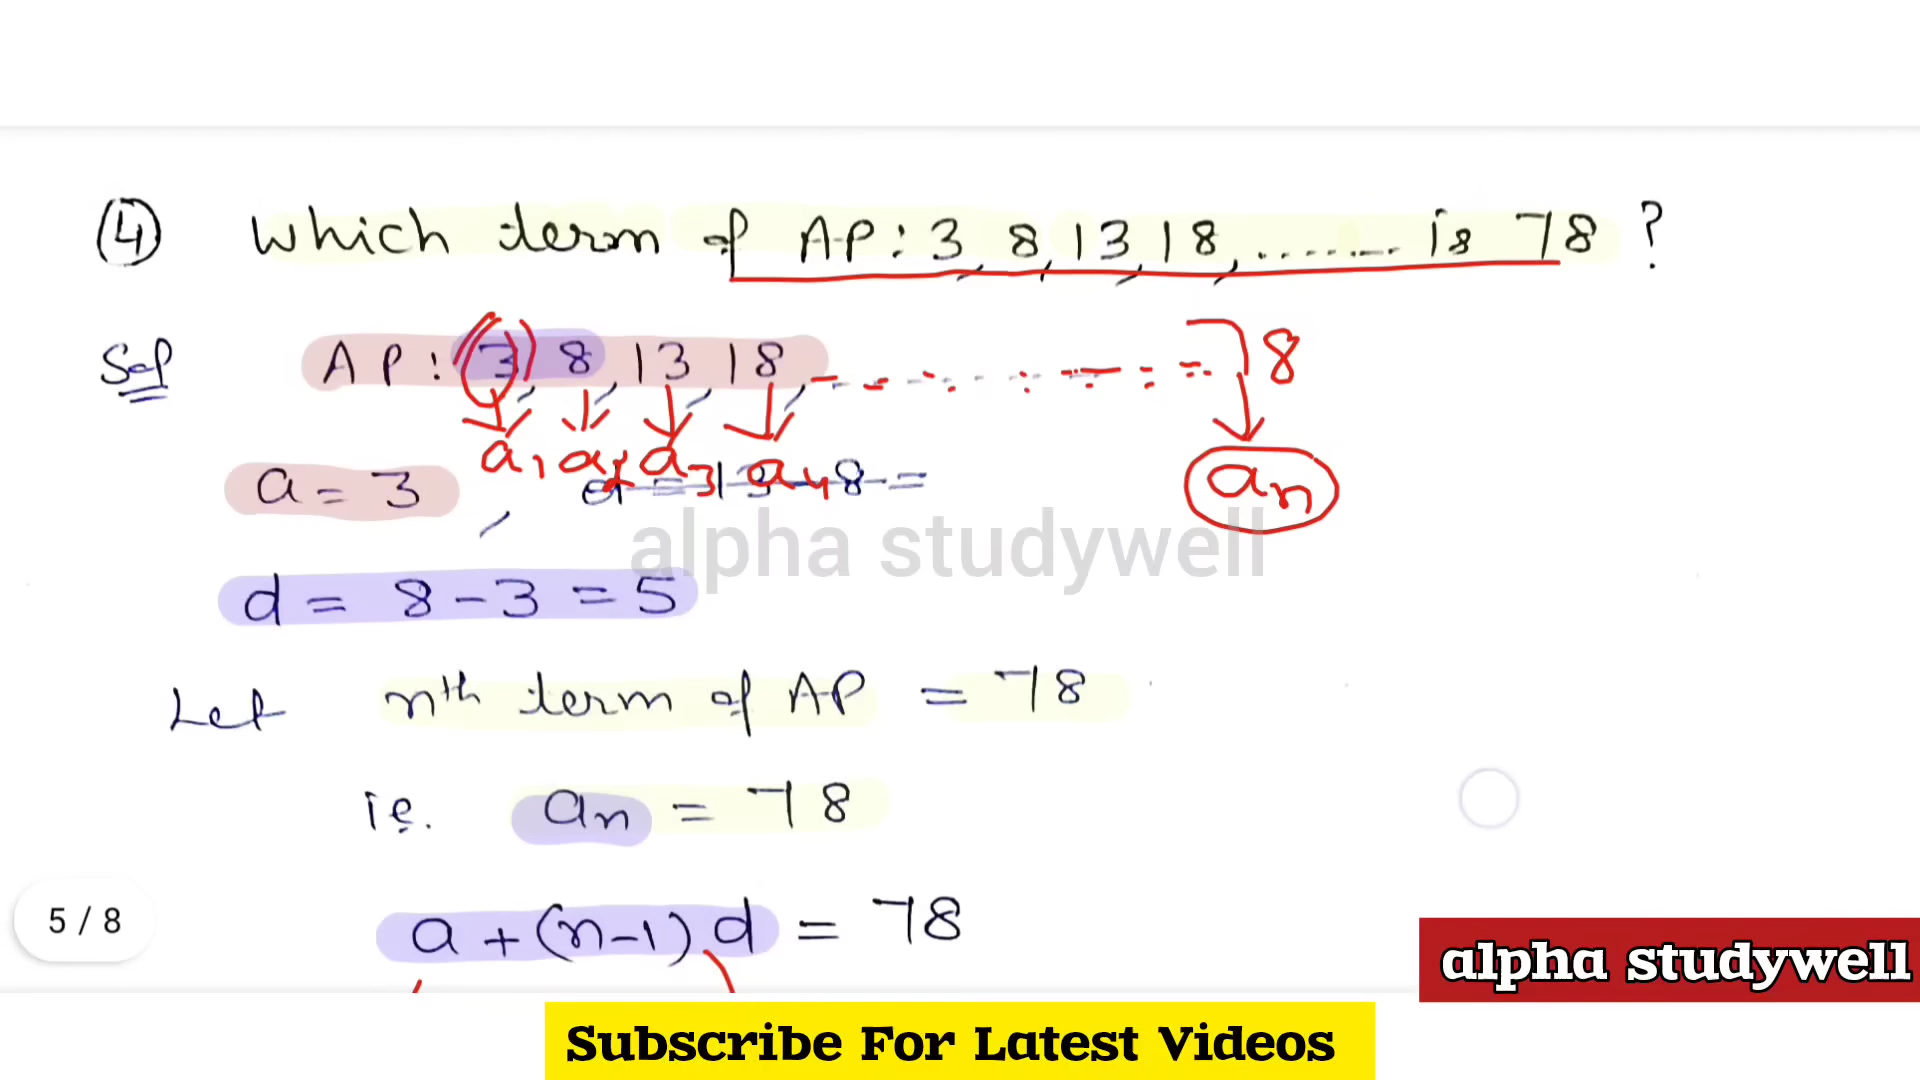 ④ Which term of AP: 3, 8, 13, 18, ........ is 78 ?
Sol AP: 3, 8, 13, 18, - - - - - - - 78
a₁ a₂ a₃ a₄ aₙ
a = 3,
alpha studywell
d = 8 - 3 = 5
Let nᵗʰ term of AP = 78
ie. aₙ = 78
a + (n-1) d = 78
5 / 8
alpha studywell
Subscribe For Latest Videos